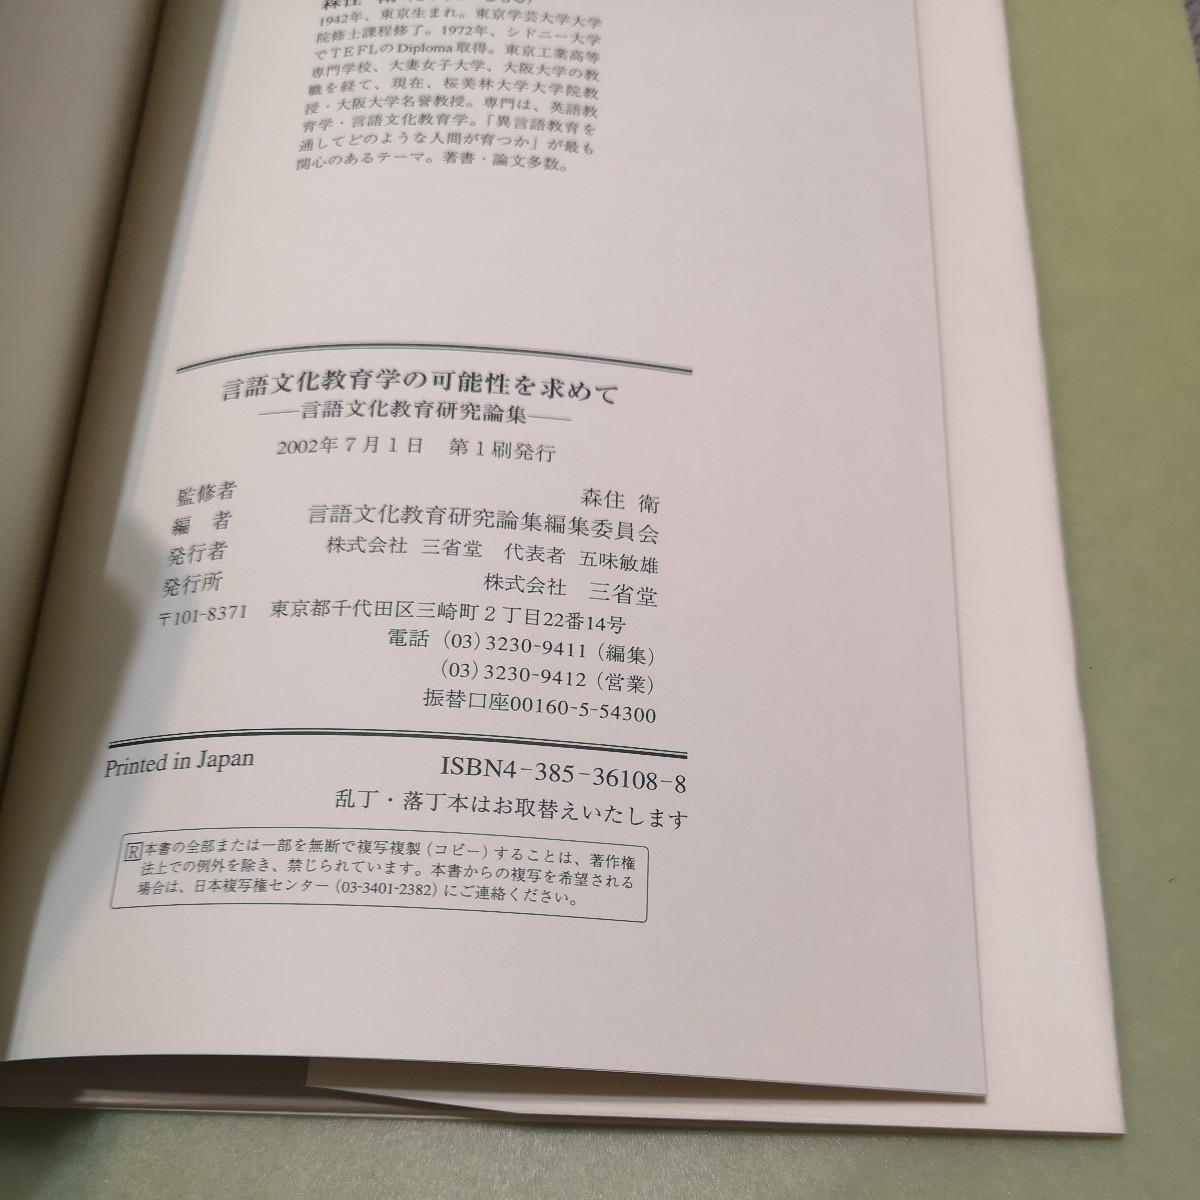 1942年、東京生まれ。東京学芸大学大学
院修士課程修了。1972年、シドニー大学
でTEFLのDiploma取得。東京工業高等
専門学校、大妻女子大学、大阪大学の教
職を経て、現在、桜美林大学大学院教
授・大阪大学名誉教授。専門は、英語教
育学・言語文化教育学。「異言語教育を
通してどのような人間が育つか」が最も
関心のあるテーマ。著書・論文多数。
言語文化教育学の可能性を求めて
――言語文化教育研究論集――
2002年7月1日 第1刷発行
監修者 森住 衛
編 者 言語文化教育研究論集編集委員会
発行者 株式会社 三省堂 代表者 五味敏雄
発行所 株式会社 三省堂
〒101-8371 東京都千代田区三崎町2丁目22番14号
電話 (03)3230-9411(編集)
(03)3230-9412(営業)
振替口座00160-5-54300
Printed in Japan ISBN4-385-36108-8
乱丁・落丁本はお取替えいたします
R本書の全部または一部を無断で複写複製(コピー)することは、著作権
法上での例外を除き、禁じられています。本書からの複写を希望される
場合は、日本複写権センター(03-3401-2382)にご連絡ください。